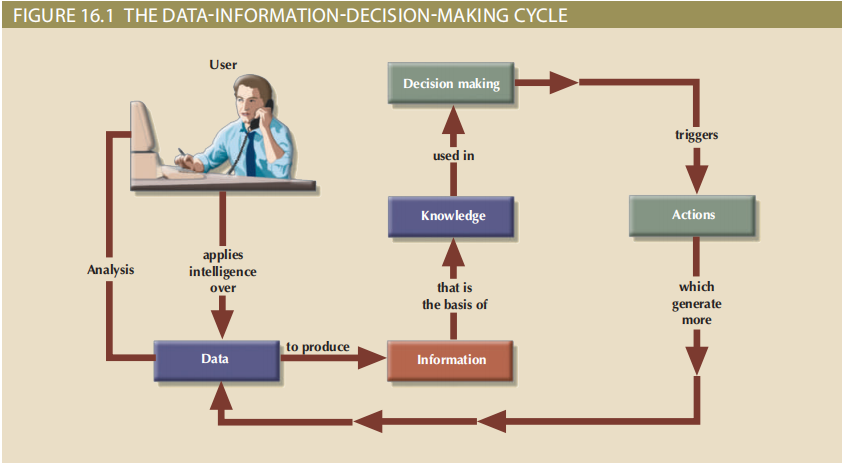 FIGURE 16.1 THE DATA-INFORMATION-DECISION-MAKING CYCLE
User
Decision making
triggers
used in
Knowledge
Actions
Analysis
applies
intelligence
over
that is
the basis of
which
generate
more
Data
to produce
Information